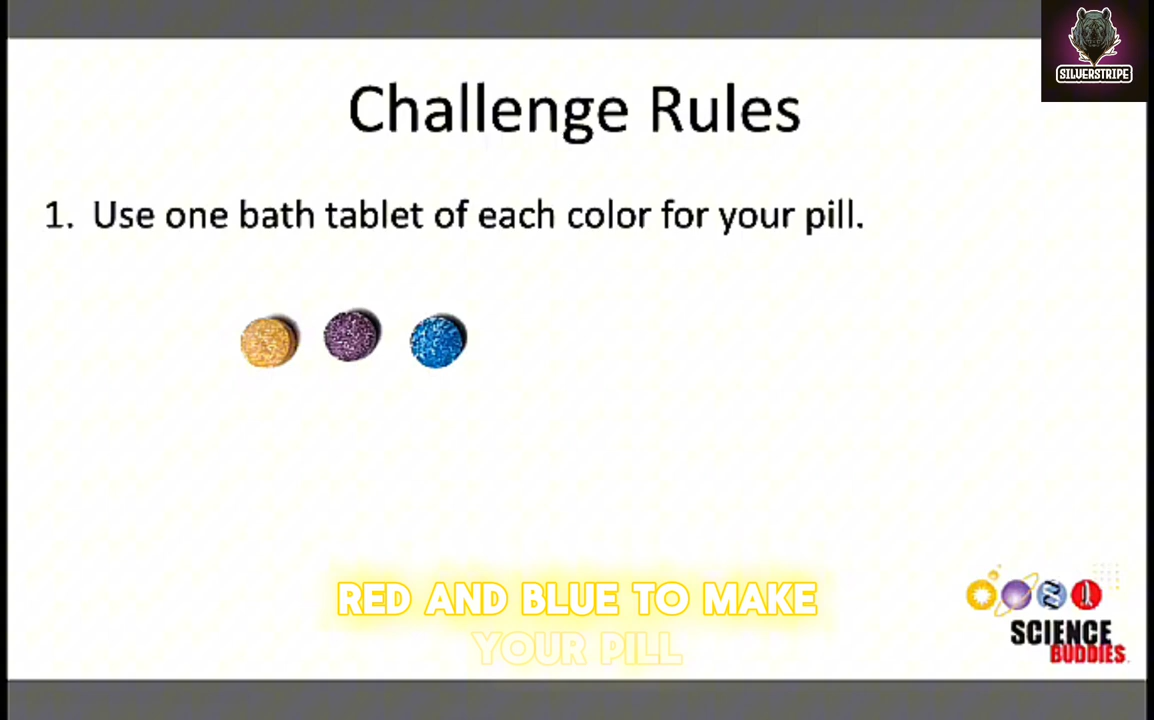 SILVERSTRIPE
Challenge Rules
1. Use one bath tablet of each color for your pill.
RED AND BLUE TO MAKE
YOUR PILL
SCIENCE
BUDDIES